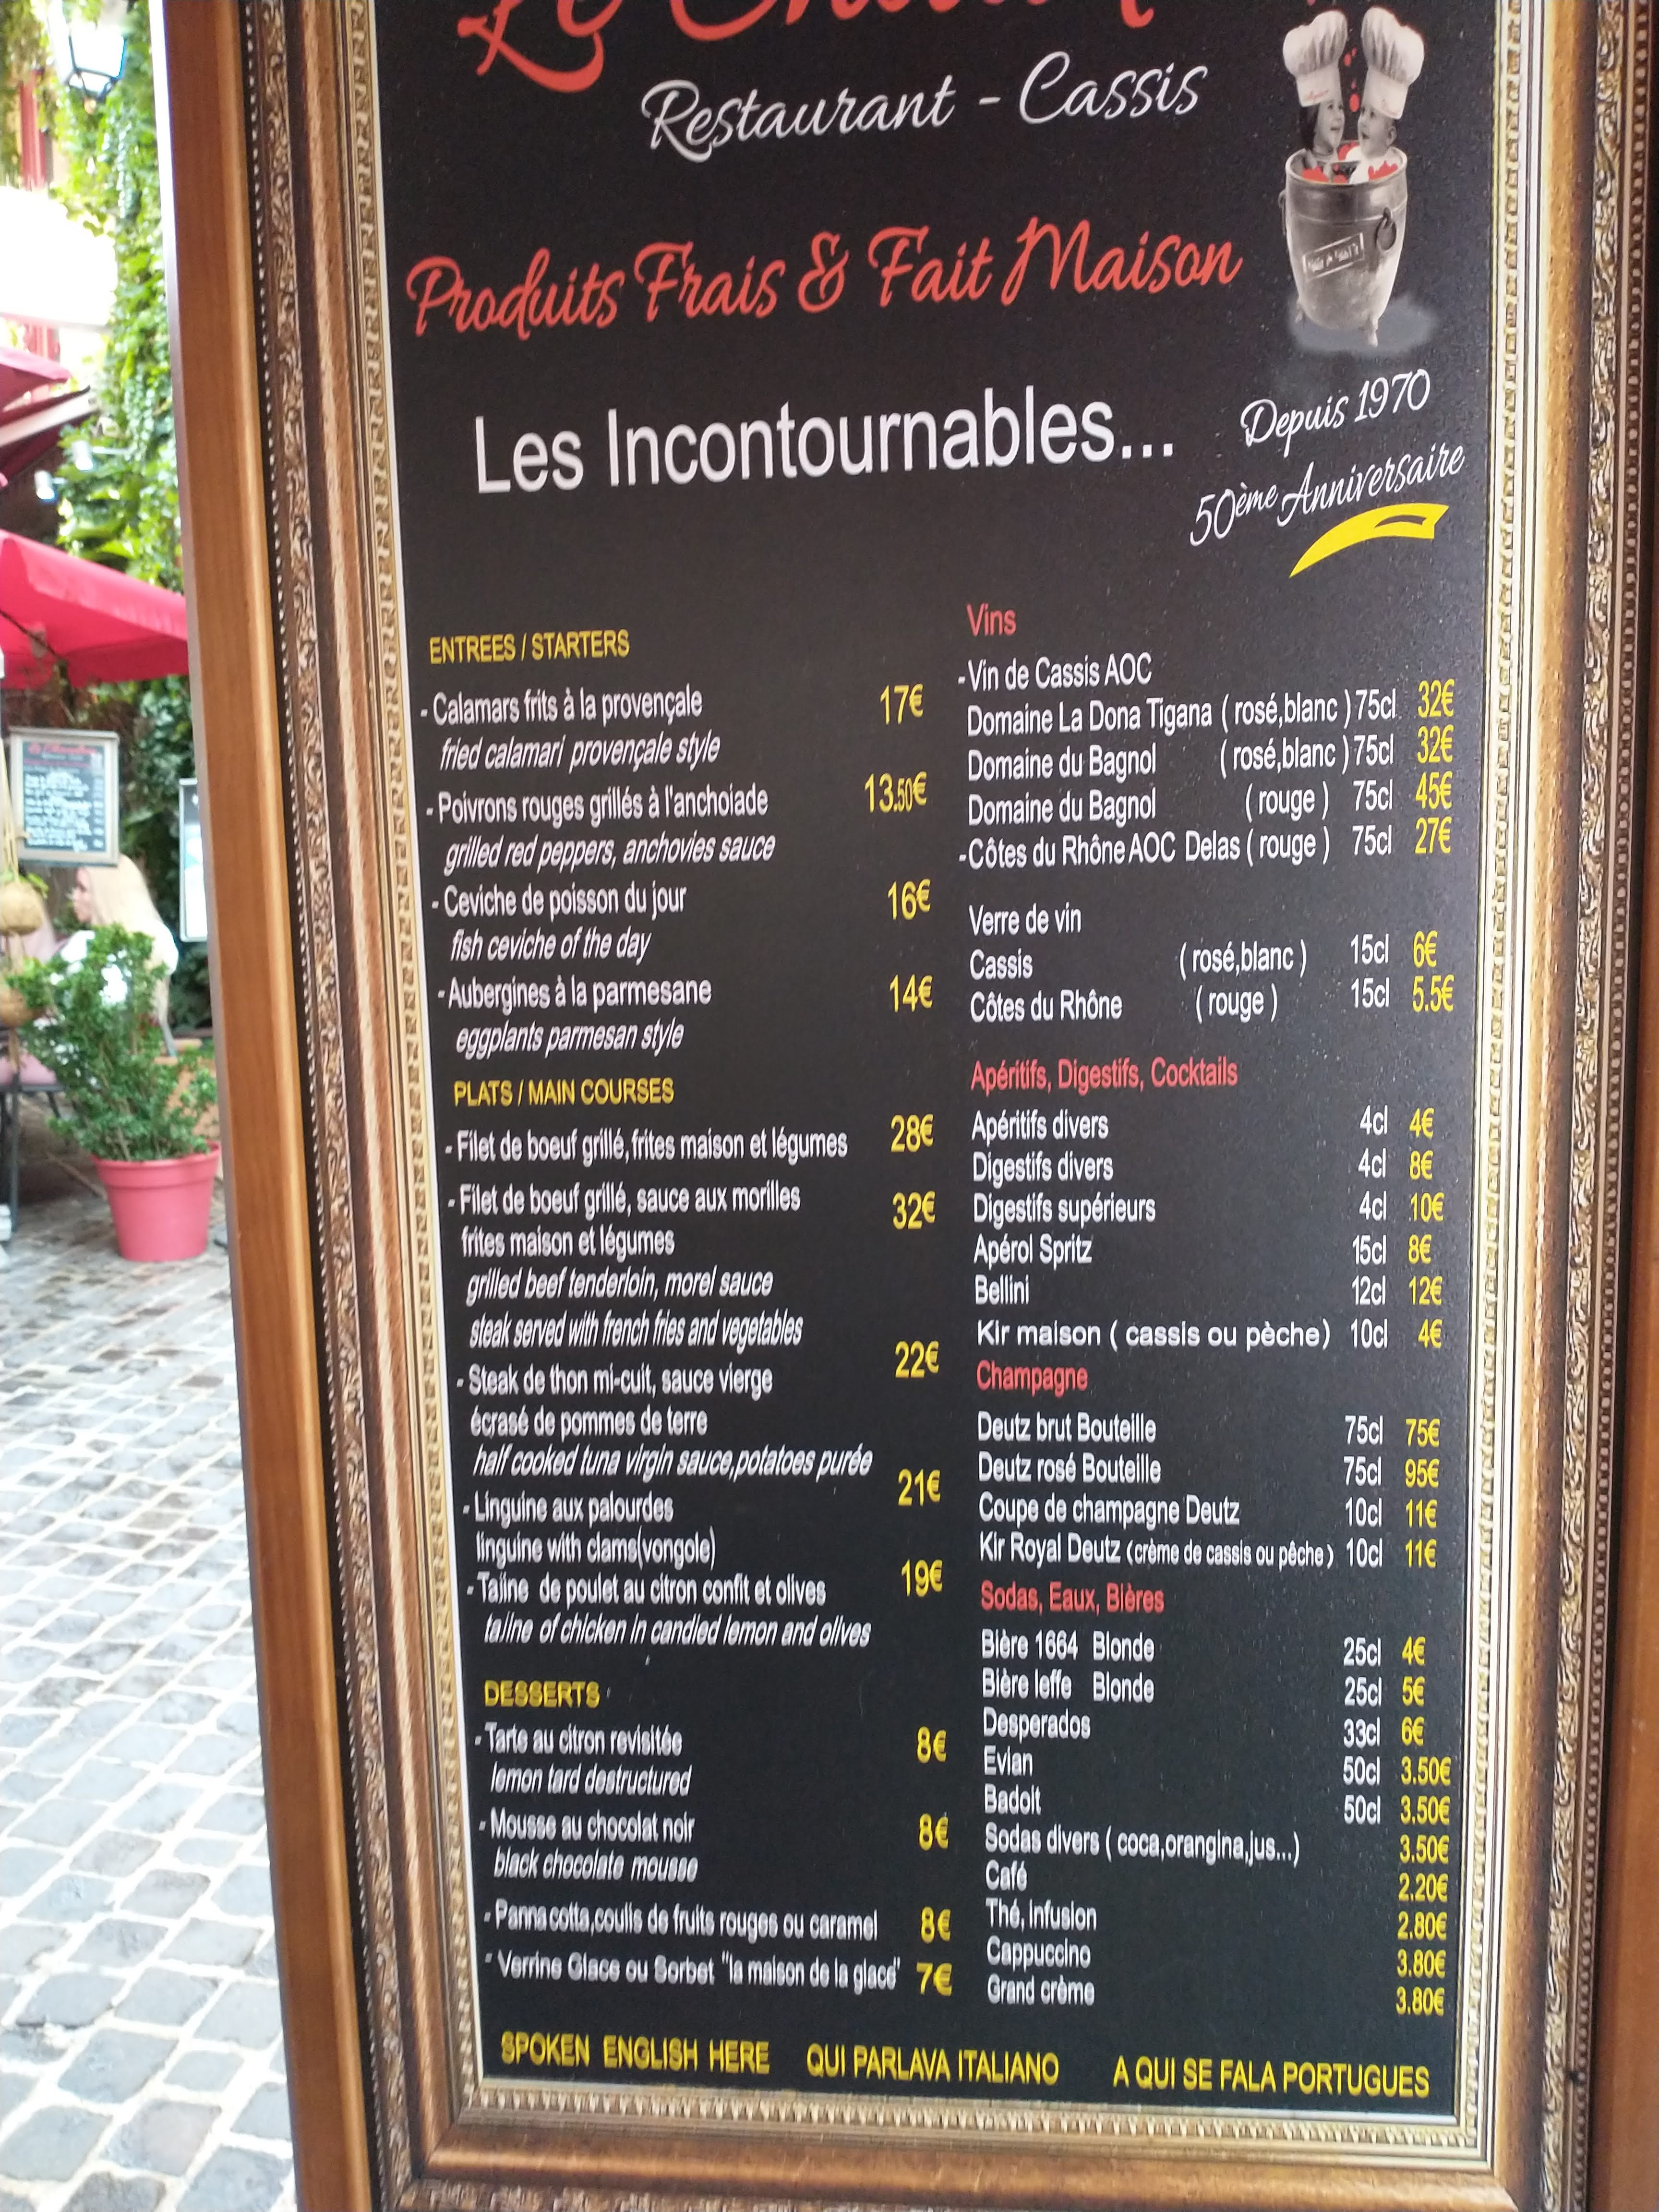 Restaurant - Cassis
Produits Frais & Fait Maison
Les Incontournables...
Depuis 1970
50ème Anniversaire
ENTREES / STARTERS
- Calamars frits à la provençale 17€
fried calamari provençale style
- Poivrons rouges grillés à l'anchoiade 13.50€
grilled red peppers, anchovies sauce
- Ceviche de poisson du jour 16€
fish ceviche of the day
- Aubergines à la parmesane 14€
eggplants parmesan style
PLATS / MAIN COURSES
- Filet de boeuf grillé, frites maison et légumes 28€
- Filet de boeuf grillé, sauce aux morilles 32€
frites maison et légumes
grilled beef tenderloin, morel sauce
steak served with french fries and vegetables
- Steak de thon mi-cuit, sauce vierge 22€
écrasé de pommes de terre
half cooked tuna virgin sauce,potatoes purée
- Linguine aux palourdes 21€
linguine with clams(vongole)
- Tajine de poulet au citron confit et olives 19€
tajine of chicken in candied lemon and olives
DESSERTS
- Tarte au citron revisitée 8€
lemon tard destructured
- Mousse au chocolat noir 8€
black chocolate mousse
- Panna cotta,coulis de fruits rouges ou caramel 8€
- Verrine Glace ou Sorbet "la maison de la glace" 7€
Vins
-Vin de Cassis AOC
Domaine La Dona Tigana ( rosé,blanc ) 75cl 32€
Domaine du Bagnol ( rosé,blanc ) 75cl 32€
Domaine du Bagnol ( rouge ) 75cl 45€
-Côtes du Rhône AOC Delas ( rouge ) 75cl 27€
Verre de vin
Cassis ( rosé,blanc ) 15cl 6€
Côtes du Rhône ( rouge ) 15cl 5.5€
Apéritifs, Digestifs, Cocktails
Apéritifs divers 4cl 4€
Digestifs divers 4cl 8€
Digestifs supérieurs 4cl 10€
Apérol Spritz 15cl 8€
Bellini 12cl 12€
Kir maison ( cassis ou pèche) 10cl 4€
Champagne
Deutz brut Bouteille 75cl 75€
Deutz rosé Bouteille 75cl 95€
Coupe de champagne Deutz 10cl 11€
Kir Royal Deutz (crème de cassis ou pêche) 10cl 11€
Sodas, Eaux, Bières
Bière 1664 Blonde 25cl 4€
Bière leffe Blonde 25cl 5€
Desperados 33cl 6€
Evian 50cl 3.50€
Badoit 50cl 3.50€
Sodas divers ( coca,orangina,jus...) 3.50€
Café 2.20€
Thé, Infusion 2.80€
Cappuccino 3.80€
Grand crème 3.80€
SPOKEN ENGLISH HERE QUI PARLAVA ITALIANO A QUI SE FALA PORTUGUES